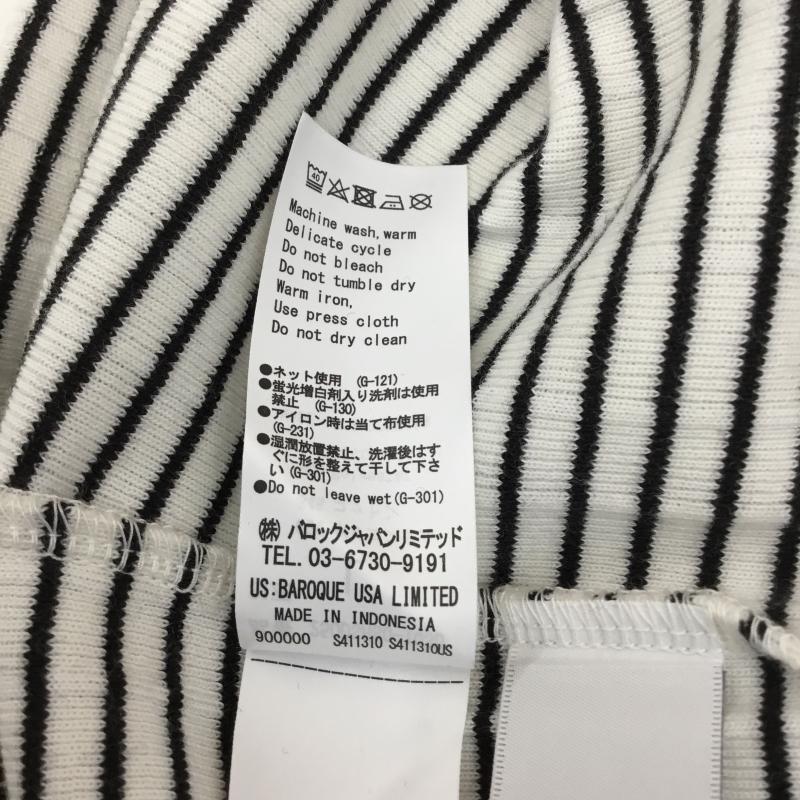 40
Machine wash, warm
Delicate cycle
Do not bleach
Do not tumble dry
Warm iron,
Use press cloth
Do not dry clean
●ネット使用 (G-121)
●蛍光増白剤入り洗剤は使用
禁止 (G-130)
●アイロン時は当て布使用
(G-231)
●湿潤放置禁止、洗濯後はす
ぐに形を整えて干して下さ
い (G-301)
●Do not leave wet(G-301)
㈱ バロックジャパンリミテッド
TEL. 03-6730-9191
US:BAROQUE USA LIMITED
MADE IN INDONESIA
900000 S411310 S411310US